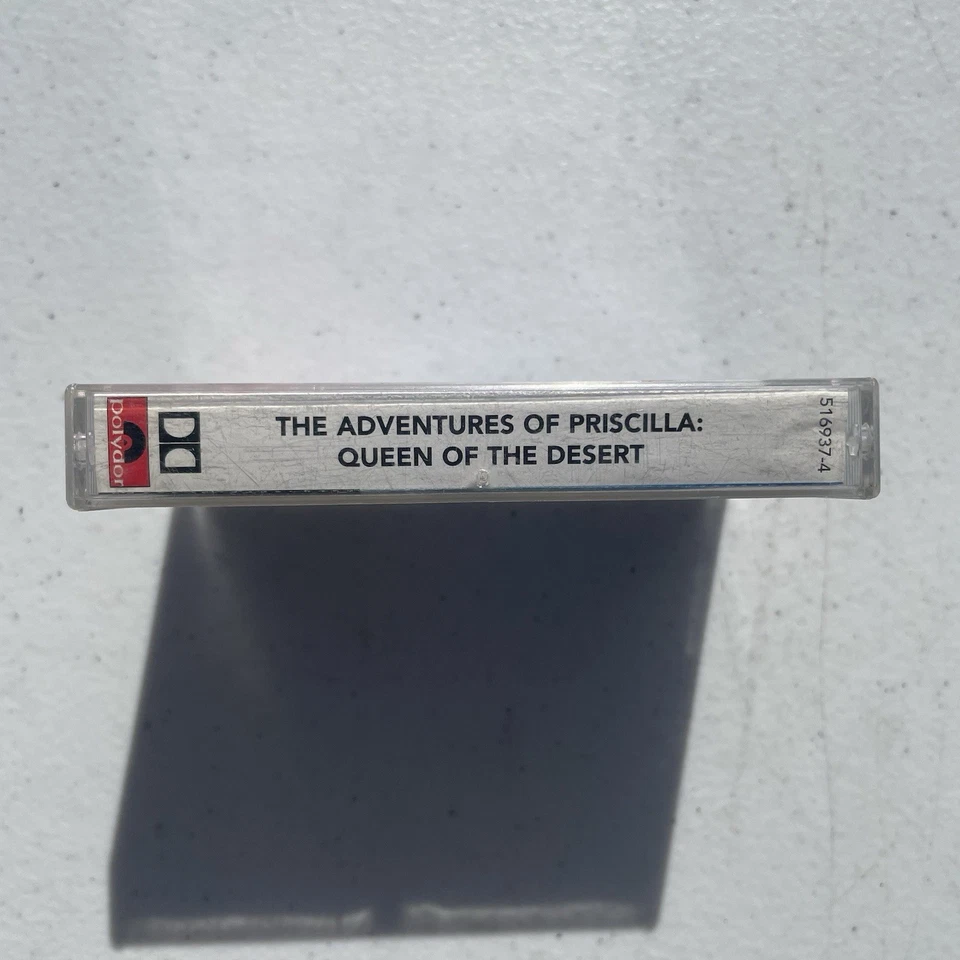 polydor
THE ADVENTURES OF PRISCILLA:
QUEEN OF THE DESERT
516937-4